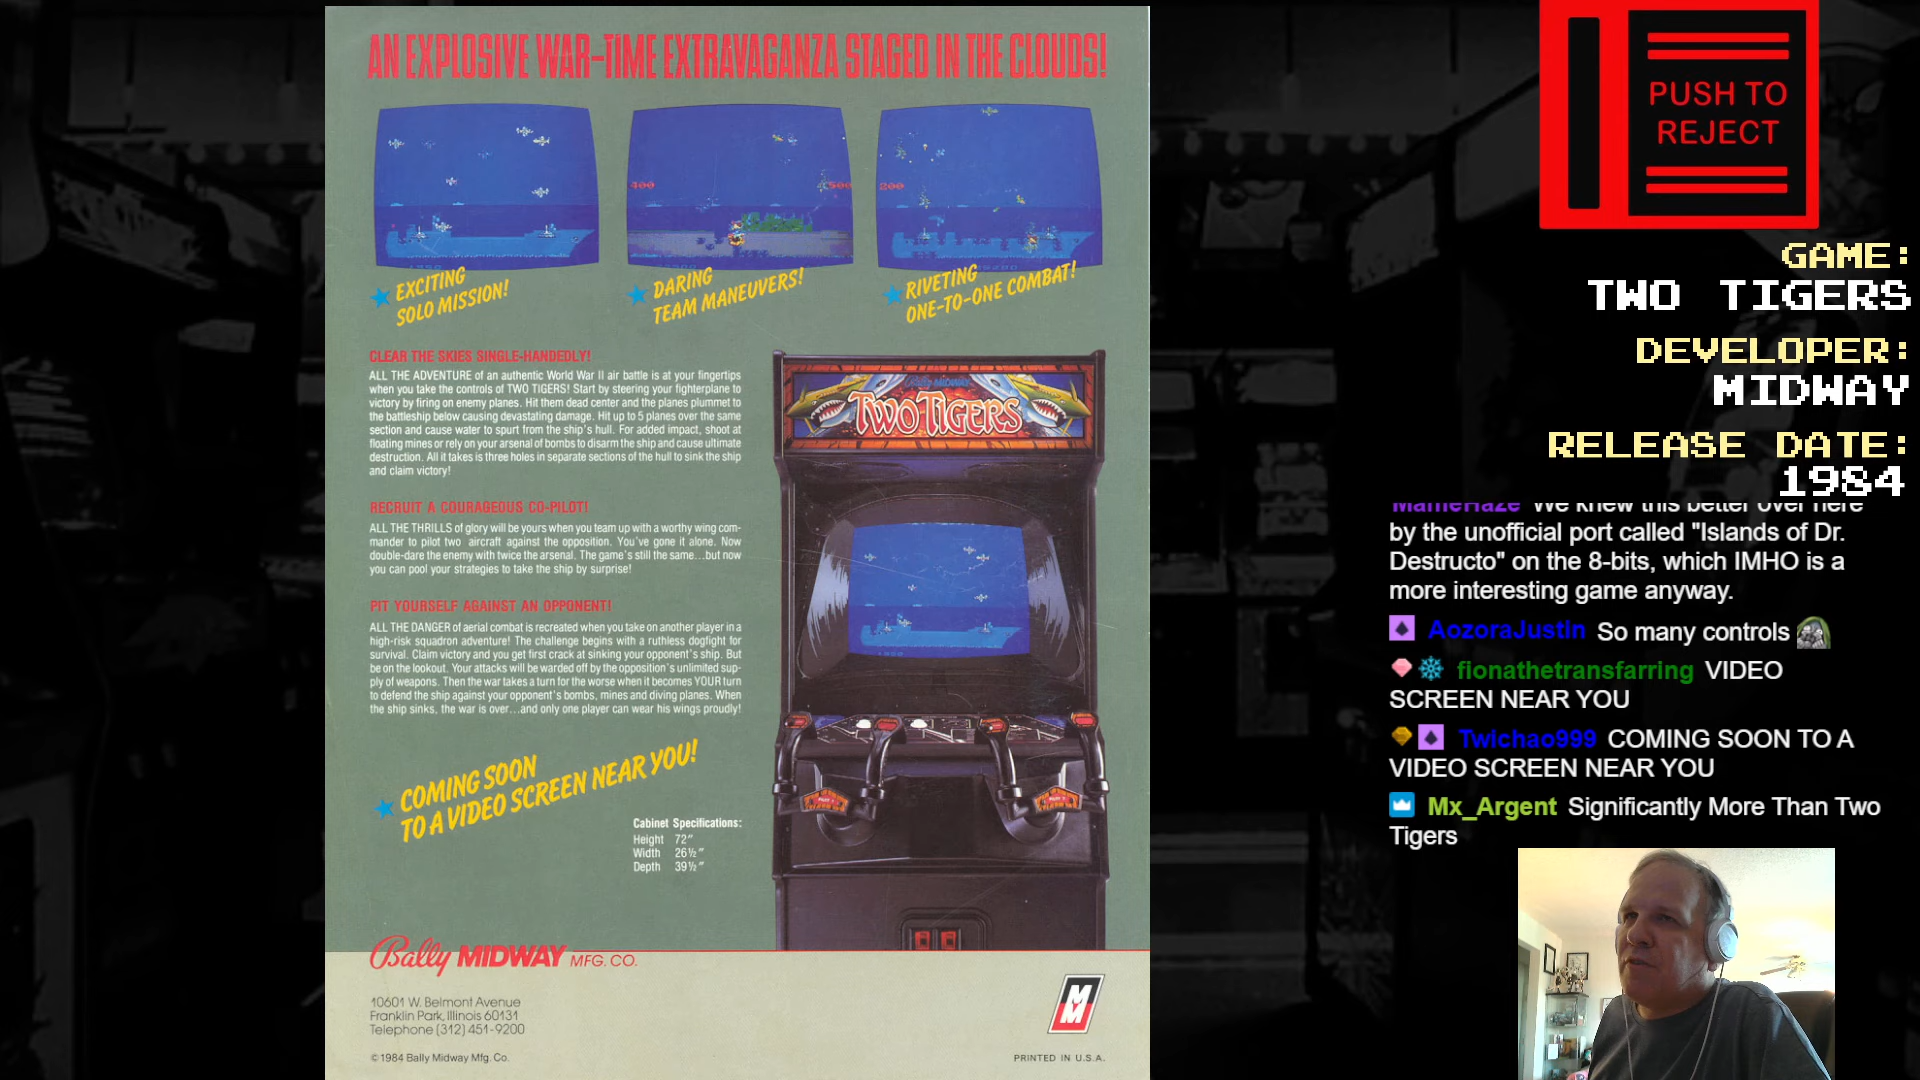 AN EXPLOSIVE WAR-TIME EXTRAVAGANZA STAGED IN THE CLOUDS!
400
500
600
EXCITING
SOLO MISSION!
DARING
TEAM MANEUVERS!
RIVETING
ONE-TO-ONE COMBAT!
CLEAR THE SKIES SINGLE-HANDEDLY!
ALL THE ADVENTURE of an authentic World War II air battle is at your fingertips
when you take the controls of TWO TIGERS! Start by steering your fighterplane to
victory by firing on enemy planes. Hit them dead center and the planes plummet to
the battleship below causing devastating damage. Hit up to 5 planes over the same
section and cause water to spurt from the ship's hull. For added impact, shoot at
floating mines or rely on your arsenal of bombs to disarm the ship and cause ultimate
destruction. All it takes is three holes in separate sections of the hull to sink the ship
and claim victory!
RECRUIT A COURAGEOUS CO-PILOT!
ALL THE THRILLS of glory will be yours when you team up with a worthy wing com-
mander to pilot two aircraft against the opposition. You've gone it alone. Now
double-dare the enemy with twice the arsenal. The game's still the same...but now
you can pool your strategies to take the ship by surprise!
PIT YOURSELF AGAINST AN OPPONENT!
ALL THE DANGER of aerial combat is recreated when you take on another player in a
high-risk squadron adventure! The challenge begins with a ruthless dogfight for
survival. Claim victory and you get first crack at sinking your opponent's ship. But
be on the lookout. Your attacks will be warded off by the opposition's unlimited sup-
ply of weapons. Then the war takes a turn for the worse when it becomes YOUR turn
to defend the ship against your opponent's bombs, mines and diving planes. When
the ship sinks, the war is over...and only one player can wear his wings proudly!
COMING SOON
TO A VIDEO SCREEN NEAR YOU!
Cabinet Specifications:
Height 72"
Width 26½"
Depth 39½"
Bally MIDWAY
TWO TIGERS
Bally MIDWAY MFG. CO.
10601 W. Belmont Avenue
Franklin Park, Illinois 60131
Telephone (312) 451-9200
©1984 Bally Midway Mfg. Co.
PRINTED IN U.S.A.
PUSH TO
REJECT
GAME:
TWO TIGERS
DEVELOPER:
MIDWAY
RELEASE DATE:
1984
MameHaze We knew this better over here
by the unofficial port called "Islands of Dr.
Destructo" on the 8-bits, which IMHO is a
more interesting game anyway.
AozoraJustin So many controls
fionathetransfarring VIDEO
SCREEN NEAR YOU
Twichao999 COMING SOON TO A
VIDEO SCREEN NEAR YOU
Mx_Argent Significantly More Than Two
Tigers